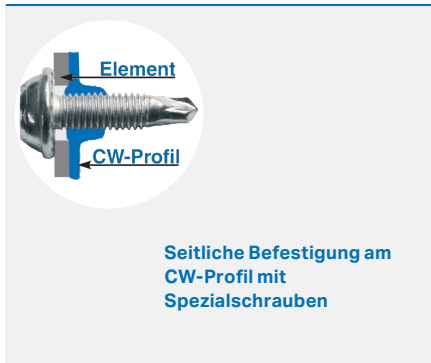 Element
CW-Profil
Seitliche Befestigung am
CW-Profil mit
Spezialschrauben